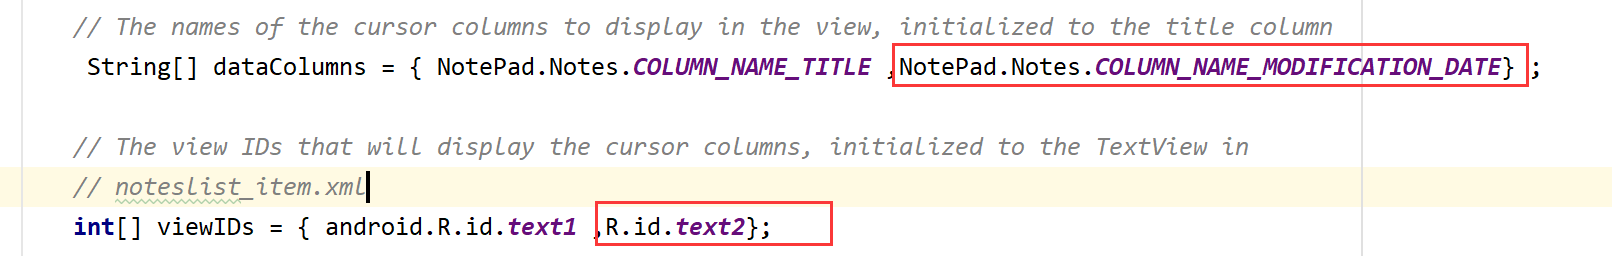 // The names of the cursor columns to display in the view, initialized to the title column
String[] dataColumns = { NotePad.Notes.COLUMN_NAME_TITLE ,NotePad.Notes.COLUMN_NAME_MODIFICATION_DATE} ;
// The view IDs that will display the cursor columns, initialized to the TextView in
// noteslist_item.xml
int[] viewIDs = { android.R.id.text1 ,R.id.text2};